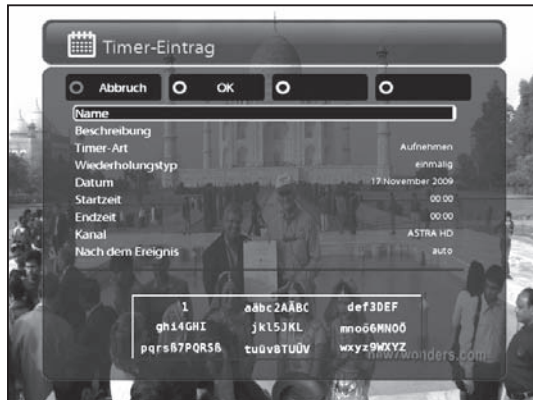 Timer-Eintrag
Abbruch OK
Name
Beschreibung
Timer-Art Aufnehmen
Wiederholungstyp einmalig
Datum 17.November 2009
Startzeit 00:00
Endzeit 00:00
Kanal ASTRA HD
Nach dem Ereignis auto
1 aäbc2AÄBC def3DEF
ghi4GHI jkl5JKL mnoö6MNOÖ
pqrsß7PQRSß tuüv8TUÜV wxyz9WXYZ
new7wonders.com